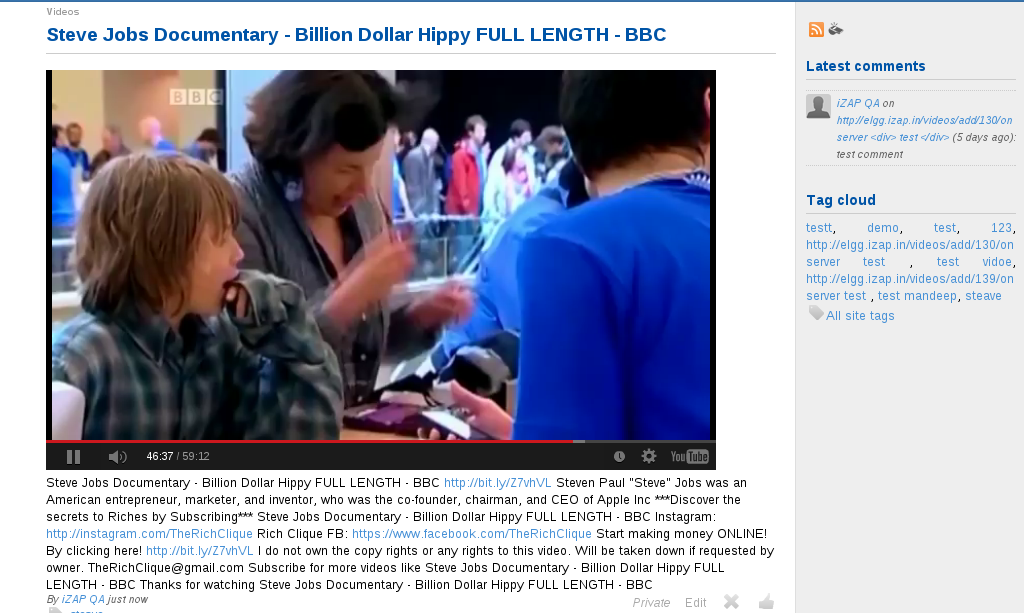 Videos
Steve Jobs Documentary - Billion Dollar Hippy FULL LENGTH - BBC
BBC
46:37 / 59:12
YouTube
Steve Jobs Documentary - Billion Dollar Hippy FULL LENGTH - BBC http://bit.ly/Z7vhVL Steven Paul "Steve" Jobs was an
American entrepreneur, marketer, and inventor, who was the co-founder, chairman, and CEO of Apple Inc ***Discover the
secrets to Riches by Subscribing*** Steve Jobs Documentary - Billion Dollar Hippy FULL LENGTH - BBC Instagram:
http://instagram.com/TheRichClique Rich Clique FB: https://www.facebook.com/TheRichClique Start making money ONLINE!
By clicking here! http://bit.ly/Z7vhVL I do not own the copy rights or any rights to this video. Will be taken down if requested by
owner. TheRichClique@gmail.com Subscribe for more videos like Steve Jobs Documentary - Billion Dollar Hippy FULL
LENGTH - BBC Thanks for watching Steve Jobs Documentary - Billion Dollar Hippy FULL LENGTH - BBC
By iZAP QA just now
Private Edit
steave
Latest comments
iZAP QA on
http://elgg.izap.in/videos/add/130/on
server <div> test </div> (5 days ago):
test comment
Tag cloud
testt, demo, test, 123,
http://elgg.izap.in/videos/add/130/on
server test , test vidoe,
http://elgg.izap.in/videos/add/139/on
server test , test mandeep, steave
All site tags